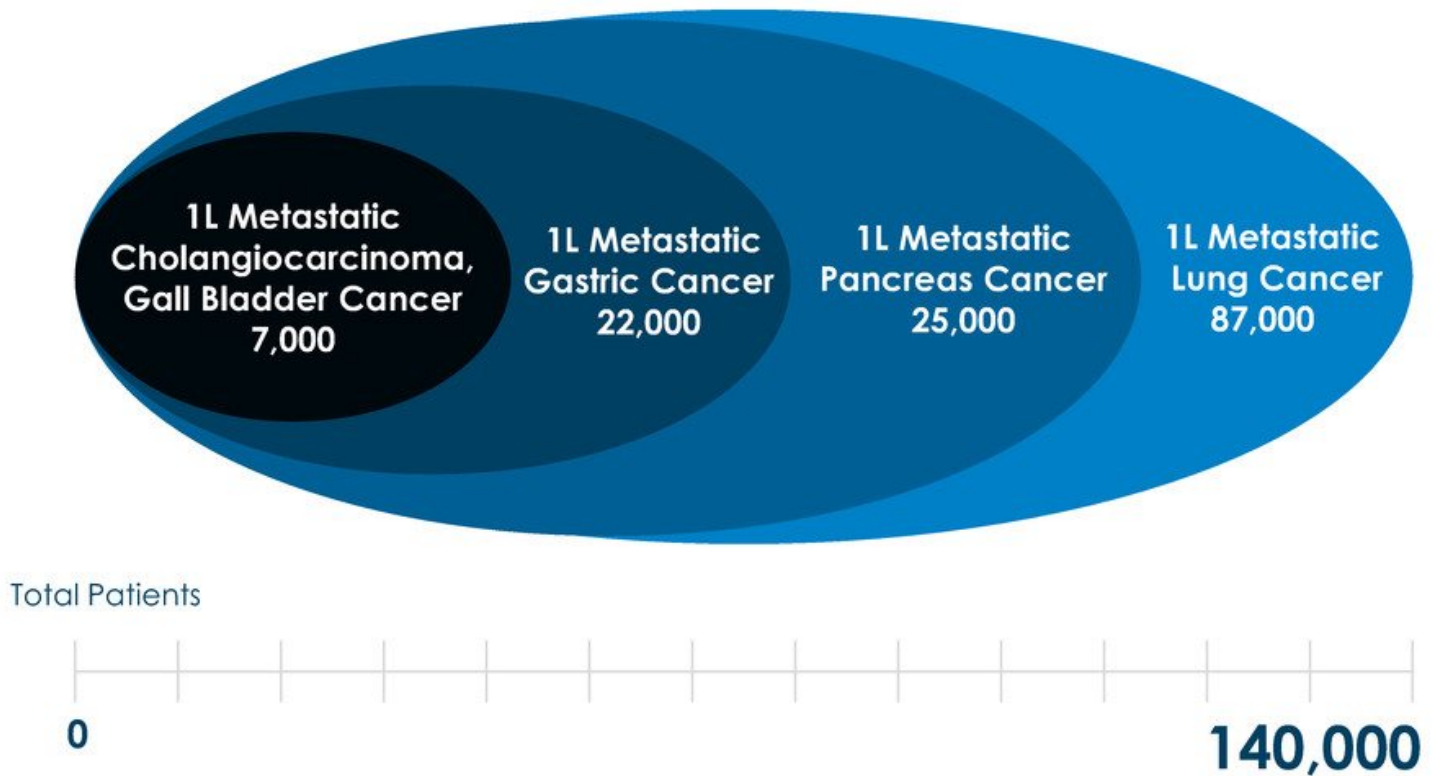 1L Metastatic
Cholangiocarcinoma,
Gall Bladder Cancer
7,000
1L Metastatic
Gastric Cancer
22,000
1L Metastatic
Pancreas Cancer
25,000
1L Metastatic
Lung Cancer
87,000
Total Patients
0
140,000